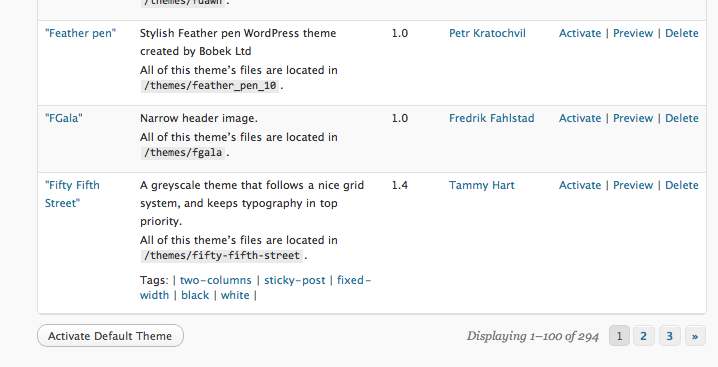 /themes/fdawn .
"Feather pen"
Stylish Feather pen WordPress theme
created by Bobek Ltd
All of this theme's files are located in
/themes/feather_pen_10 .
1.0
Petr Kratochvil
Activate | Preview | Delete
"FGala"
Narrow header image.
All of this theme's files are located in
/themes/fgala .
1.0
Fredrik Fahlstad
Activate | Preview | Delete
"Fifty Fifth
Street"
A greyscale theme that follows a nice grid
system, and keeps typography in top
priority.
All of this theme's files are located in
/themes/fifty-fifth-street .
Tags: | two-columns | sticky-post | fixed-
width | black | white |
1.4
Tammy Hart
Activate | Preview | Delete
Activate Default Theme
Displaying 1–100 of 294
1 2 3 »